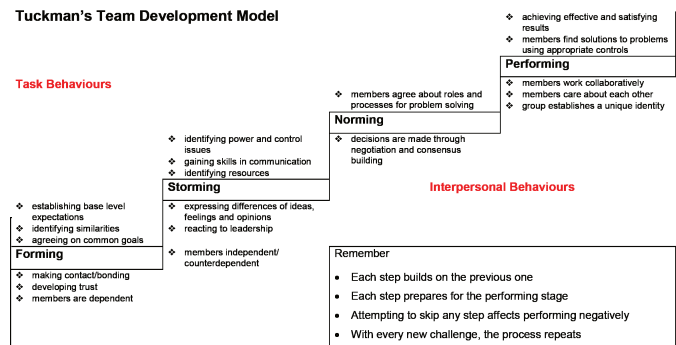 Tuckman's Team Development Model
Task Behaviours
❖ achieving effective and satisfying
results
❖ members find solutions to problems
using appropriate controls
Performing
❖ members work collaboratively
❖ members care about each other
❖ group establishes a unique identity
❖ members agree about roles and
processes for problem solving
Norming
❖ decisions are made through
negotiation and consensus
building
❖ identifying power and control
issues
❖ gaining skills in communication
❖ identifying resources
Storming
❖ expressing differences of ideas,
feelings and opinions
❖ reacting to leadership
❖ members independent/
counterdependent
❖ establishing base level
expectations
❖ identifying similarities
❖ agreeing on common goals
Forming
❖ making contact/bonding
❖ developing trust
❖ members are dependent
Interpersonal Behaviours
Remember
• Each step builds on the previous one
• Each step prepares for the performing stage
• Attempting to skip any step affects performing negatively
• With every new challenge, the process repeats